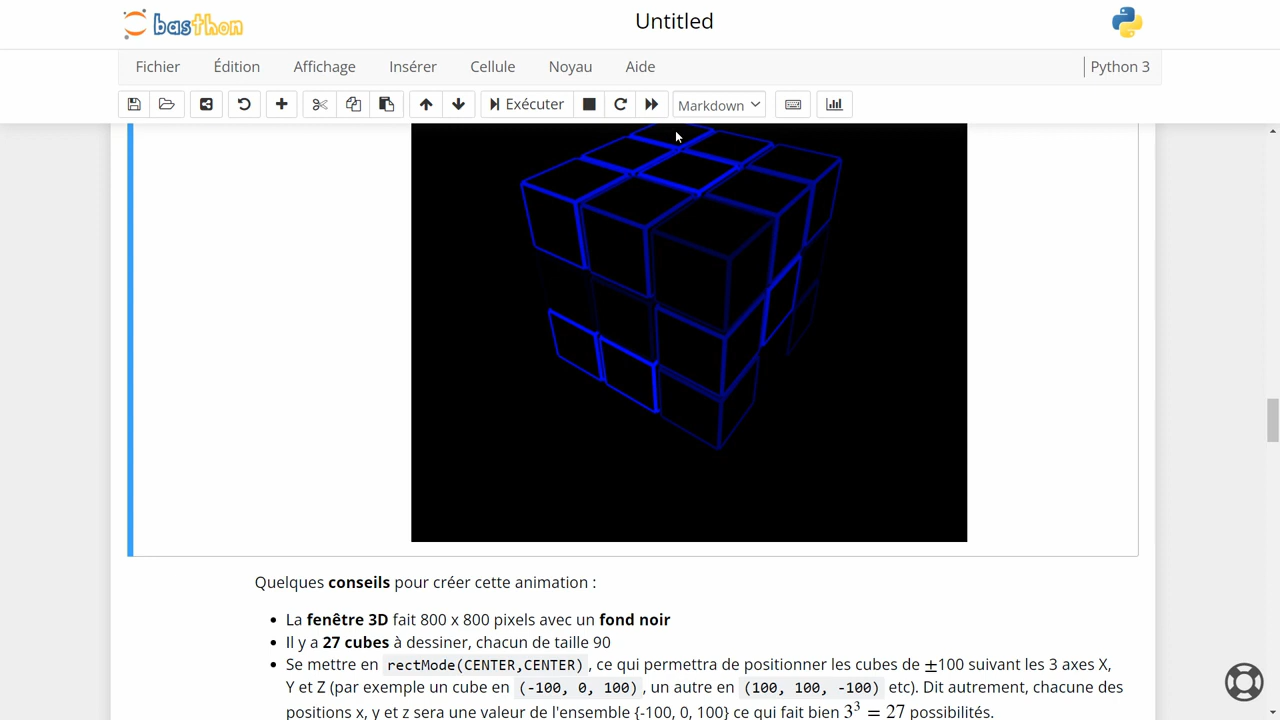 basthon
Untitled
Fichier Édition Affichage Insérer Cellule Noyau Aide Python 3
Exécuter Markdown
Quelques conseils pour créer cette animation :
La fenêtre 3D fait 800 x 800 pixels avec un fond noir
Il y a 27 cubes à dessiner, chacun de taille 90
Se mettre en rectMode(CENTER,CENTER) , ce qui permettra de positionner les cubes de ±100 suivant les 3 axes X,
Y et Z (par exemple un cube en (-100, 0, 100) , un autre en (100, 100, -100) etc). Dit autrement, chacune des
positions x, y et z sera une valeur de l'ensemble {-100, 0, 100} ce qui fait bien 3³ = 27 possibilités.